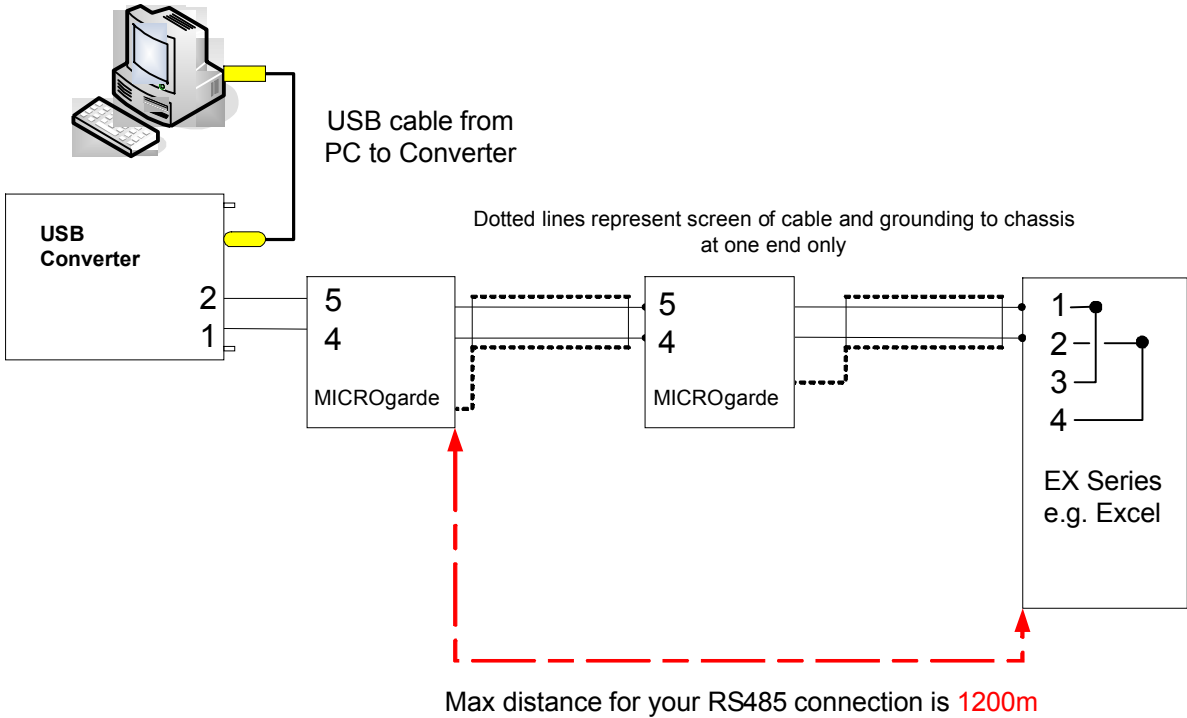 USB cable from
PC to Converter
Dotted lines represent screen of cable and grounding to chassis
at one end only
USB
Converter
2
1
5
4
MICROgarde
5
4
MICROgarde
1
2
3
4
EX Series
e.g. Excel
Max distance for your RS485 connection is 1200m